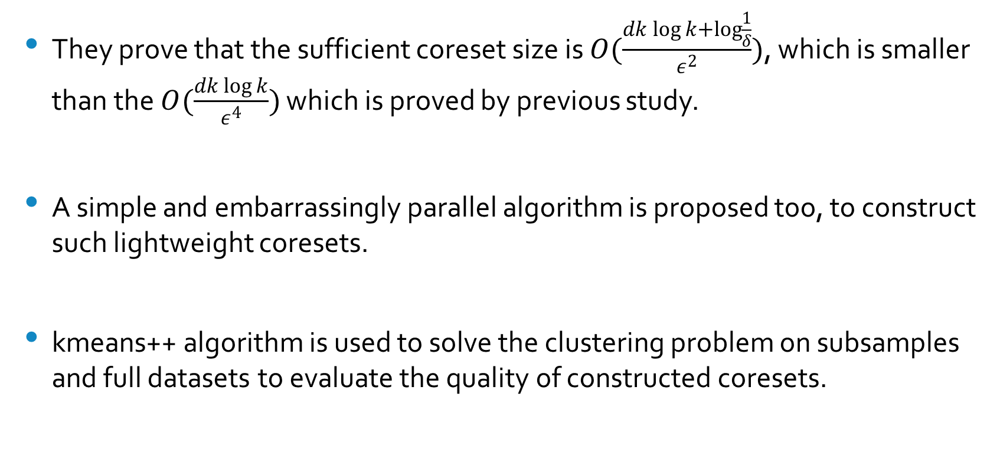 • They prove that the sufficient coreset size is $O(\frac{dk \log k + \log \frac{1}{\delta}}{\epsilon^2})$, which is smaller
than the $O(\frac{dk \log k}{\epsilon^4})$ which is proved by previous study.
• A simple and embarrassingly parallel algorithm is proposed too, to construct
such lightweight coresets.
• kmeans++ algorithm is used to solve the clustering problem on subsamples
and full datasets to evaluate the quality of constructed coresets.